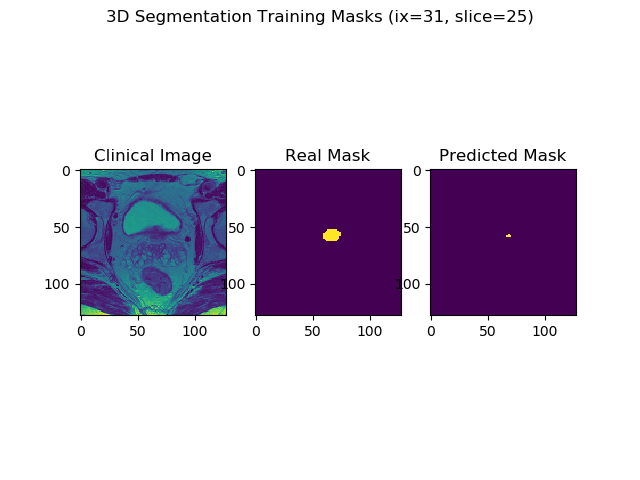 3D Segmentation Training Masks (ix=31, slice=25)
Clinical Image Real Mask Predicted Mask
0 0 0
50 50 50
100 100 100
0 50 100 0 50 100 0 50 100